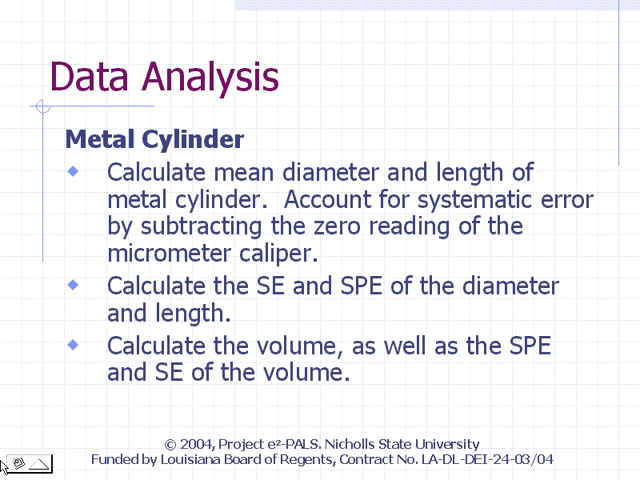 Data Analysis
Metal Cylinder
Calculate mean diameter and length of
metal cylinder.  Account for systematic error
by subtracting the zero reading of the
micrometer caliper.
Calculate the SE and SPE of the diameter
and length.
Calculate the volume, as well as the SPE
and SE of the volume.
© 2004, Project e²-PALS. Nicholls State University
Funded by Louisiana Board of Regents, Contract No. LA-DL-DEI-24-03/04